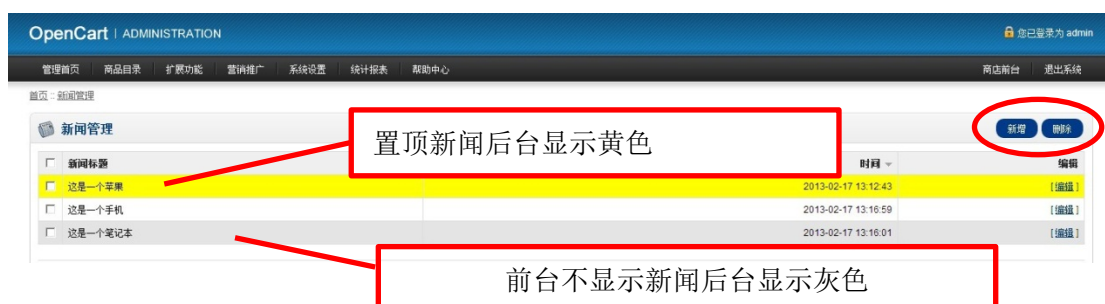 OpenCart | ADMINISTRATION 您已登录为 admin
管理首页 商品目录 扩展功能 营销推广 系统设置 统计报表 帮助中心 商店前台 退出系统
首页 :: 新闻管理
新闻管理 新增 删除
置顶新闻后台显示黄色
新闻标题 时间 编辑
这是一个苹果 2013-02-17 13:12:43 [编辑]
这是一个手机 2013-02-17 13:16:59 [编辑]
这是一个笔记本 2013-02-17 13:16:01 [编辑]
前台不显示新闻后台显示灰色